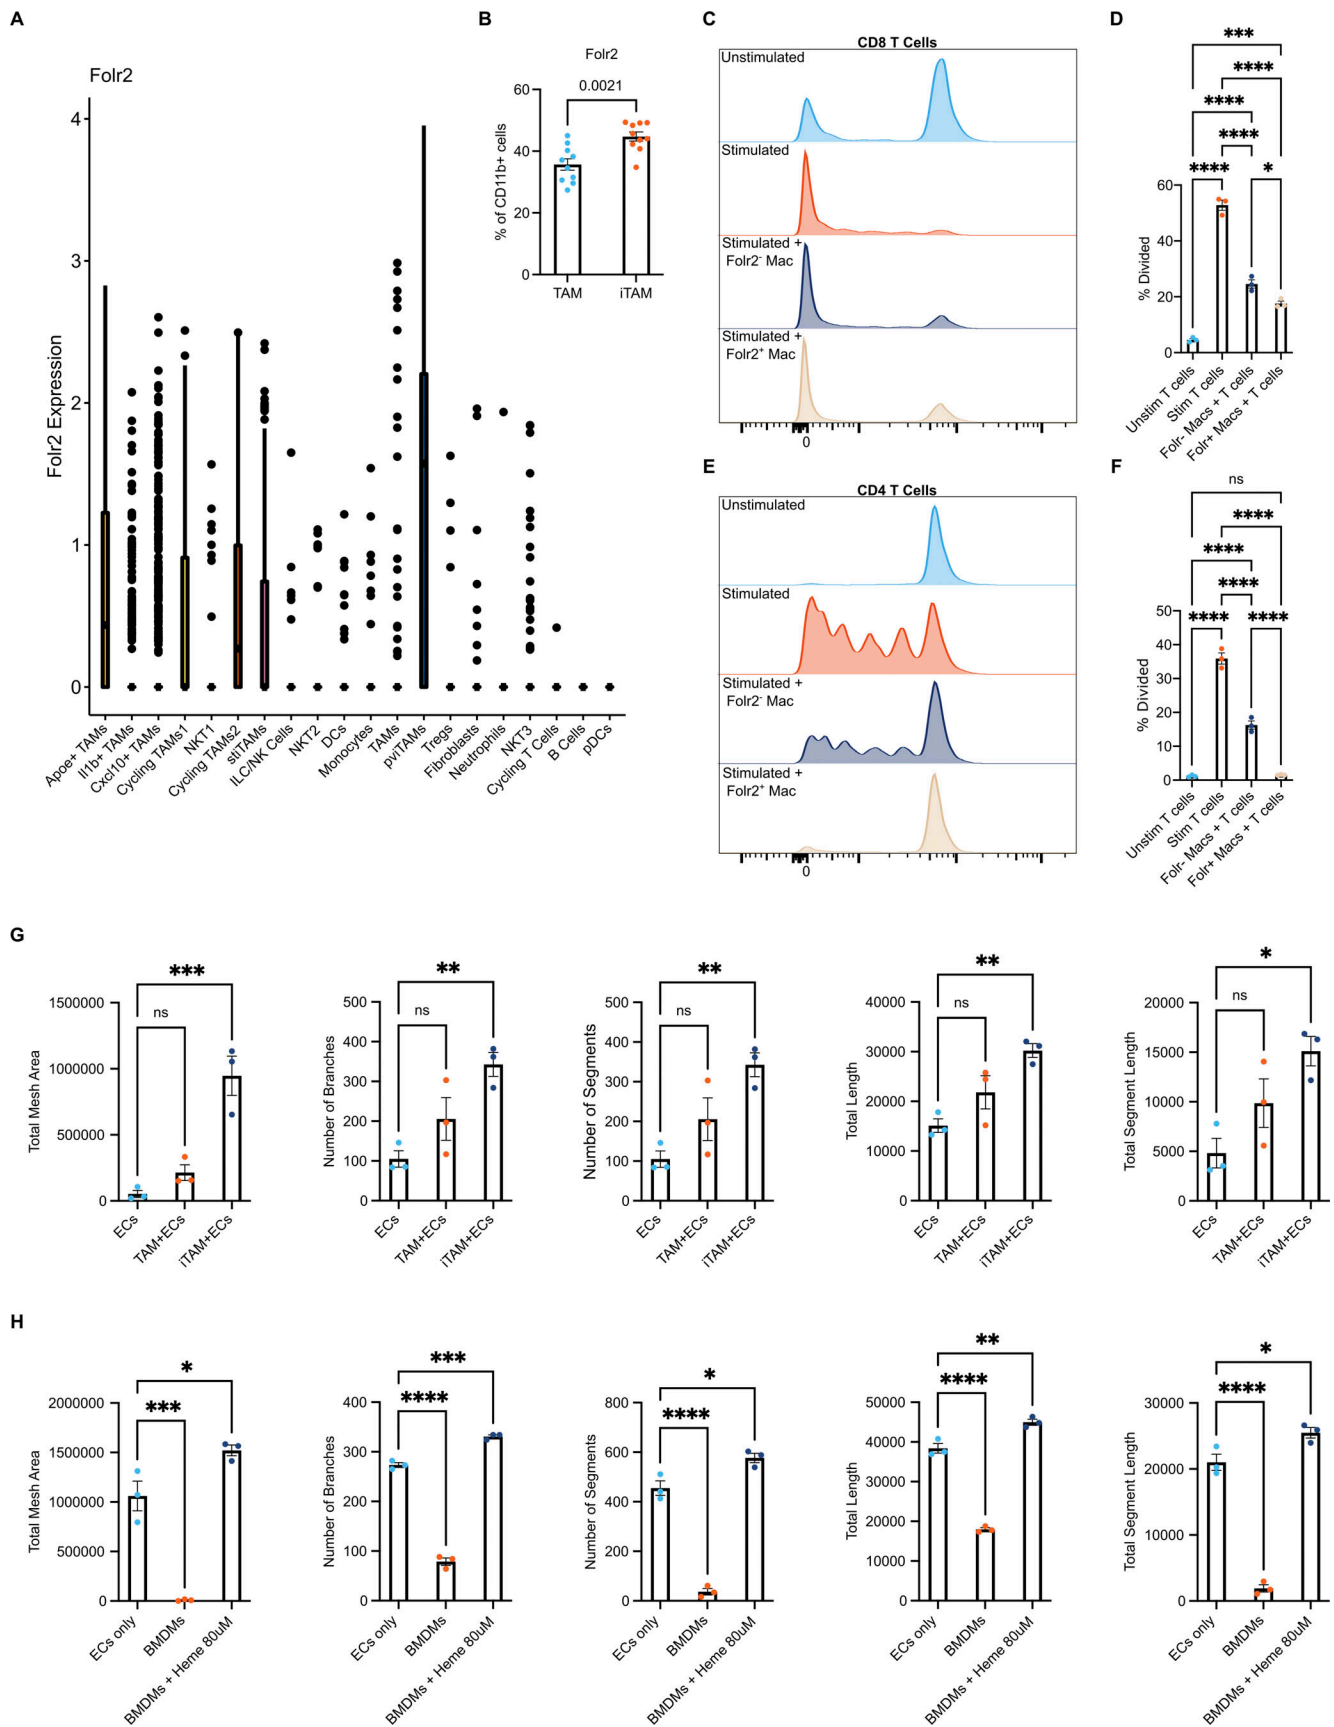 A
Folr2
Folr2 Expression
4
3
2
1
0
Apoe+ TAMs
Il1b+ TAMs
Cxcl10+ TAMs
Cycling TAMs1
NKT1
Cycling TAMs2
stiTAMs
ILC/NK Cells
NKT2
DCs
Monocytes
TAMs
pviTAMs
Tregs
Fibroblasts
Neutrophils
NKT3
Cycling T Cells
B Cells
pDCs
B
Folr2
0.0021
% of CD11b+ cells
60
40
20
0
TAM
iTAM
C
CD8 T Cells
Unstimulated
Stimulated
Stimulated +
Folr2- Mac
Stimulated +
Folr2+ Mac
0
D
***
****
****
****
****
*
% Divided
60
40
20
0
Unstim T cells
Stim T cells
Folr- Macs + T cells
Folr+ Macs + T cells
E
CD4 T Cells
Unstimulated
Stimulated
Stimulated +
Folr2- Mac
Stimulated +
Folr2+ Mac
0
F
ns
****
****
****
****
****
% Divided
50
40
30
20
10
0
Unstim T cells
Stim T cells
Folr- Macs + T cells
Folr+ Macs + T cells
G
***
ns
Total Mesh Area
1500000
1000000
500000
0
ECs
TAM+ECs
iTAM+ECs
**
ns
Number of Branches
500
400
300
200
100
0
ECs
TAM+ECs
iTAM+ECs
**
ns
Number of Segments
500
400
300
200
100
0
ECs
TAM+ECs
iTAM+ECs
**
ns
Total Length
40000
30000
20000
10000
0
ECs
TAM+ECs
iTAM+ECs
*
ns
Total Segment Length
20000
15000
10000
5000
0
ECs
TAM+ECs
iTAM+ECs
H
*
***
Total Mesh Area
2000000
1500000
1000000
500000
0
ECs only
BMDMs
BMDMs + Heme 80uM
***
****
Number of Branches
400
300
200
100
0
ECs only
BMDMs
BMDMs + Heme 80uM
*
****
Number of Segments
800
600
400
200
0
ECs only
BMDMs
BMDMs + Heme 80uM
**
****
Total Length
50000
40000
30000
20000
10000
0
ECs only
BMDMs
BMDMs + Heme 80uM
*
****
Total Segment Length
30000
20000
10000
0
ECs only
BMDMs
BMDMs + Heme 80uM